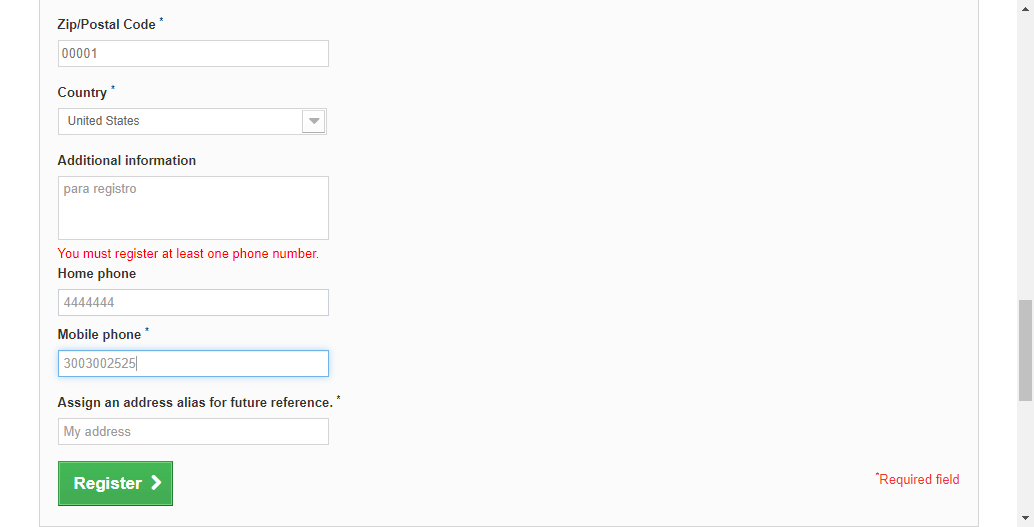 Zip/Postal Code *
00001
Country *
United States
Additional information
para registro
You must register at least one phone number.
Home phone
4444444
Mobile phone *
3003002525
Assign an address alias for future reference. *
My address
Register
*Required field